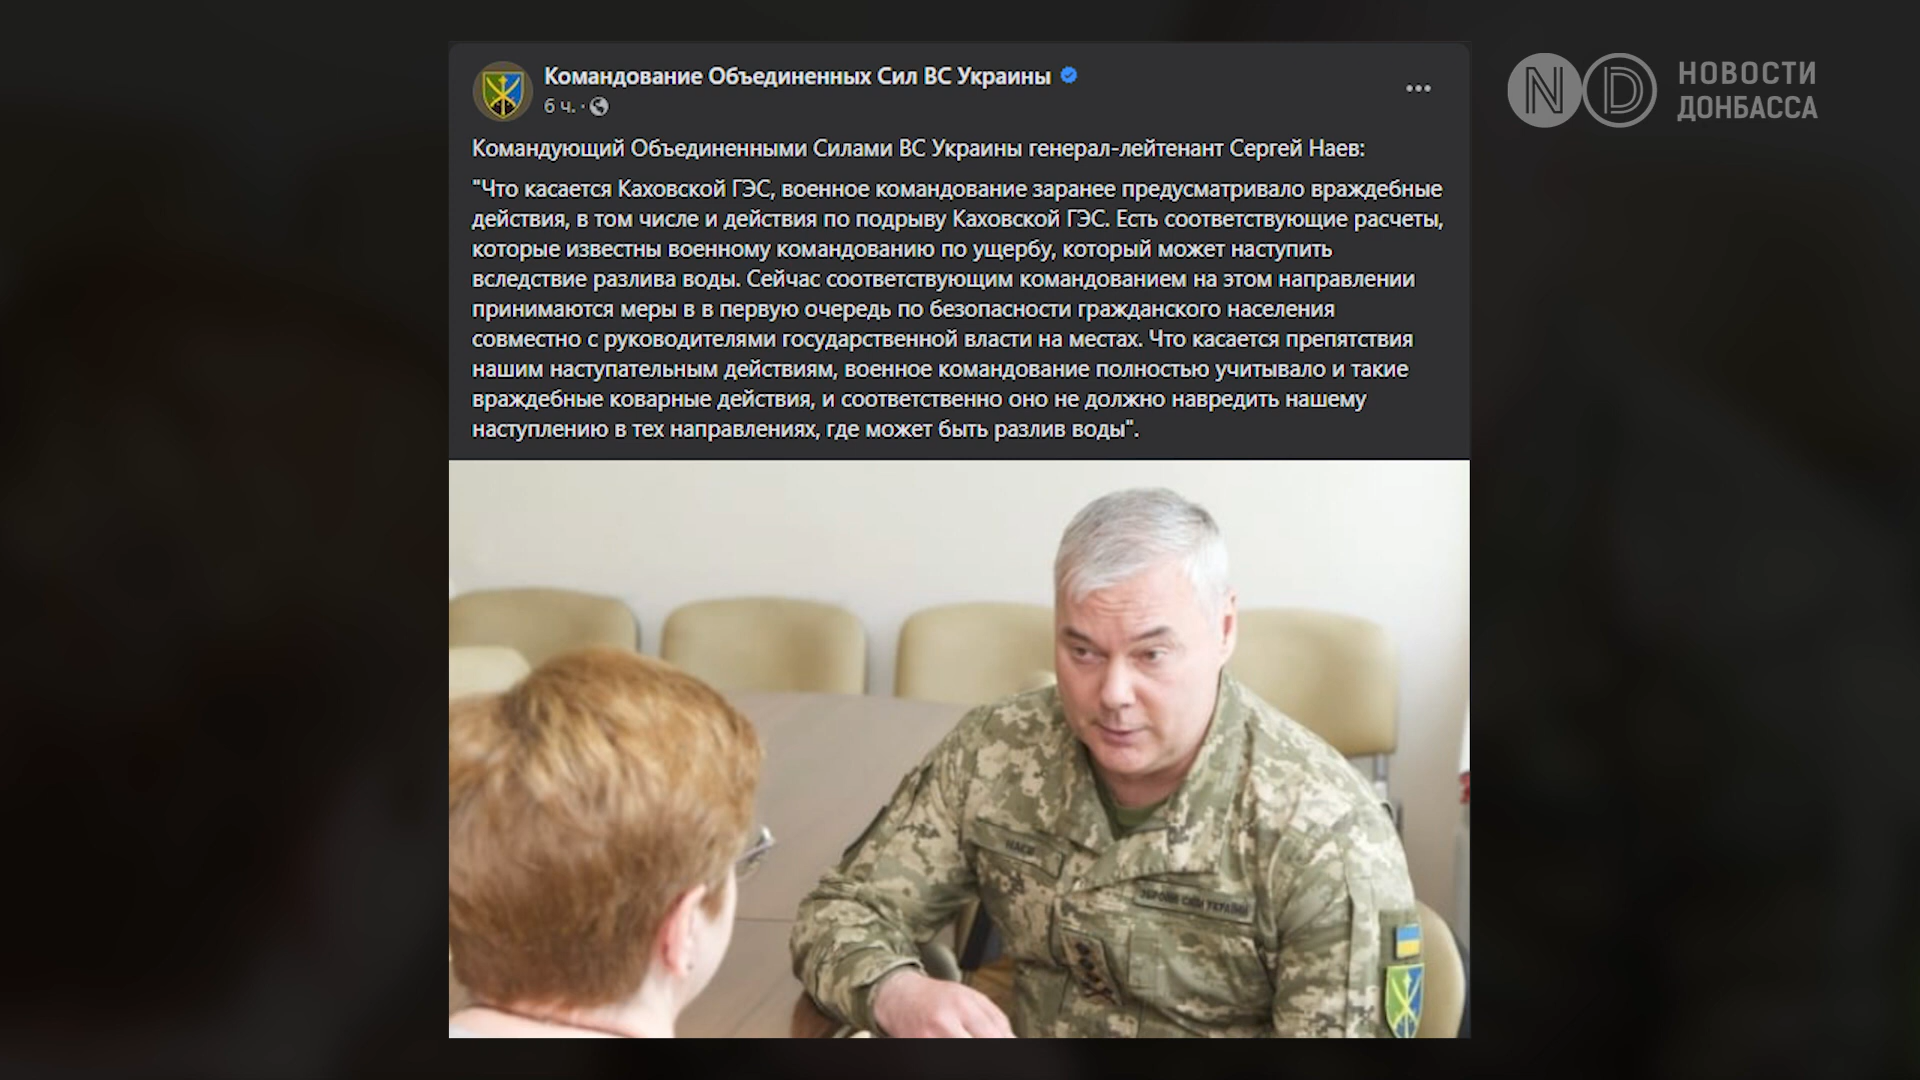 Командование Объединенных Сил ВС Украины
6 ч. ·
Командующий Объединенными Силами ВС Украины генерал-лейтенант Сергей Наев:
"Что касается Каховской ГЭС, военное командование заранее предусматривало враждебные
действия, в том числе и действия по подрыву Каховской ГЭС. Есть соответствующие расчеты,
которые известны военному командованию по ущербу, который может наступить
вследствие разлива воды. Сейчас соответствующим командованием на этом направлении
принимаются меры в в первую очередь по безопасности гражданского населения
совместно с руководителями государственной власти на местах. Что касается препятствия
нашим наступательным действиям, военное командование полностью учитывало и такие
враждебные коварные действия, и соответственно оно не должно навредить нашему
наступлению в тех направлениях, где может быть разлив воды".
ND
НОВОСТИ
ДОНБАССА
НАЄВ
ЗБРОЙНІ СИЛИ УКРАЇНИ